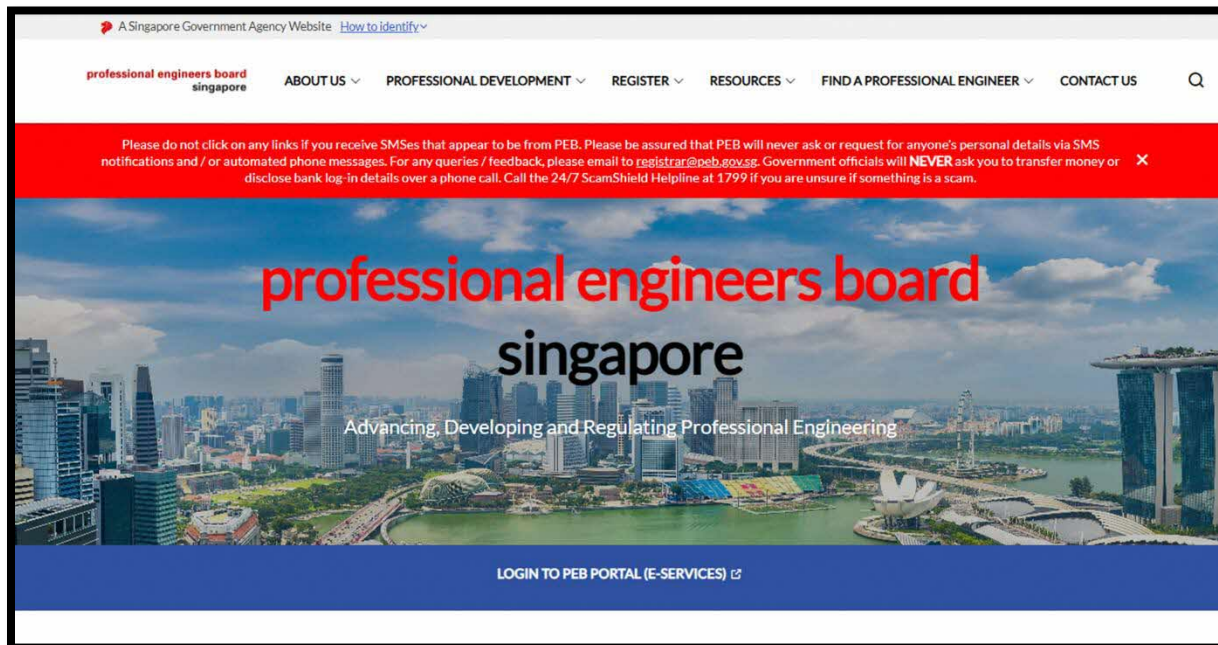 A Singapore Government Agency Website How to identify
professional engineers board
singapore
ABOUT US
PROFESSIONAL DEVELOPMENT
REGISTER
RESOURCES
FIND A PROFESSIONAL ENGINEER
CONTACT US
Please do not click on any links if you receive SMSes that appear to be from PEB. Please be assured that PEB will never ask or request for anyone's personal details via SMS
notifications and / or automated phone messages. For any queries / feedback, please email to registrar@peb.gov.sg. Government officials will NEVER ask you to transfer money or
disclose bank log-in details over a phone call. Call the 24/7 ScamShield Helpline at 1799 if you are unsure if something is a scam.
professional engineers board
singapore
Advancing, Developing and Regulating Professional Engineering
LOGIN TO PEB PORTAL (E-SERVICES)